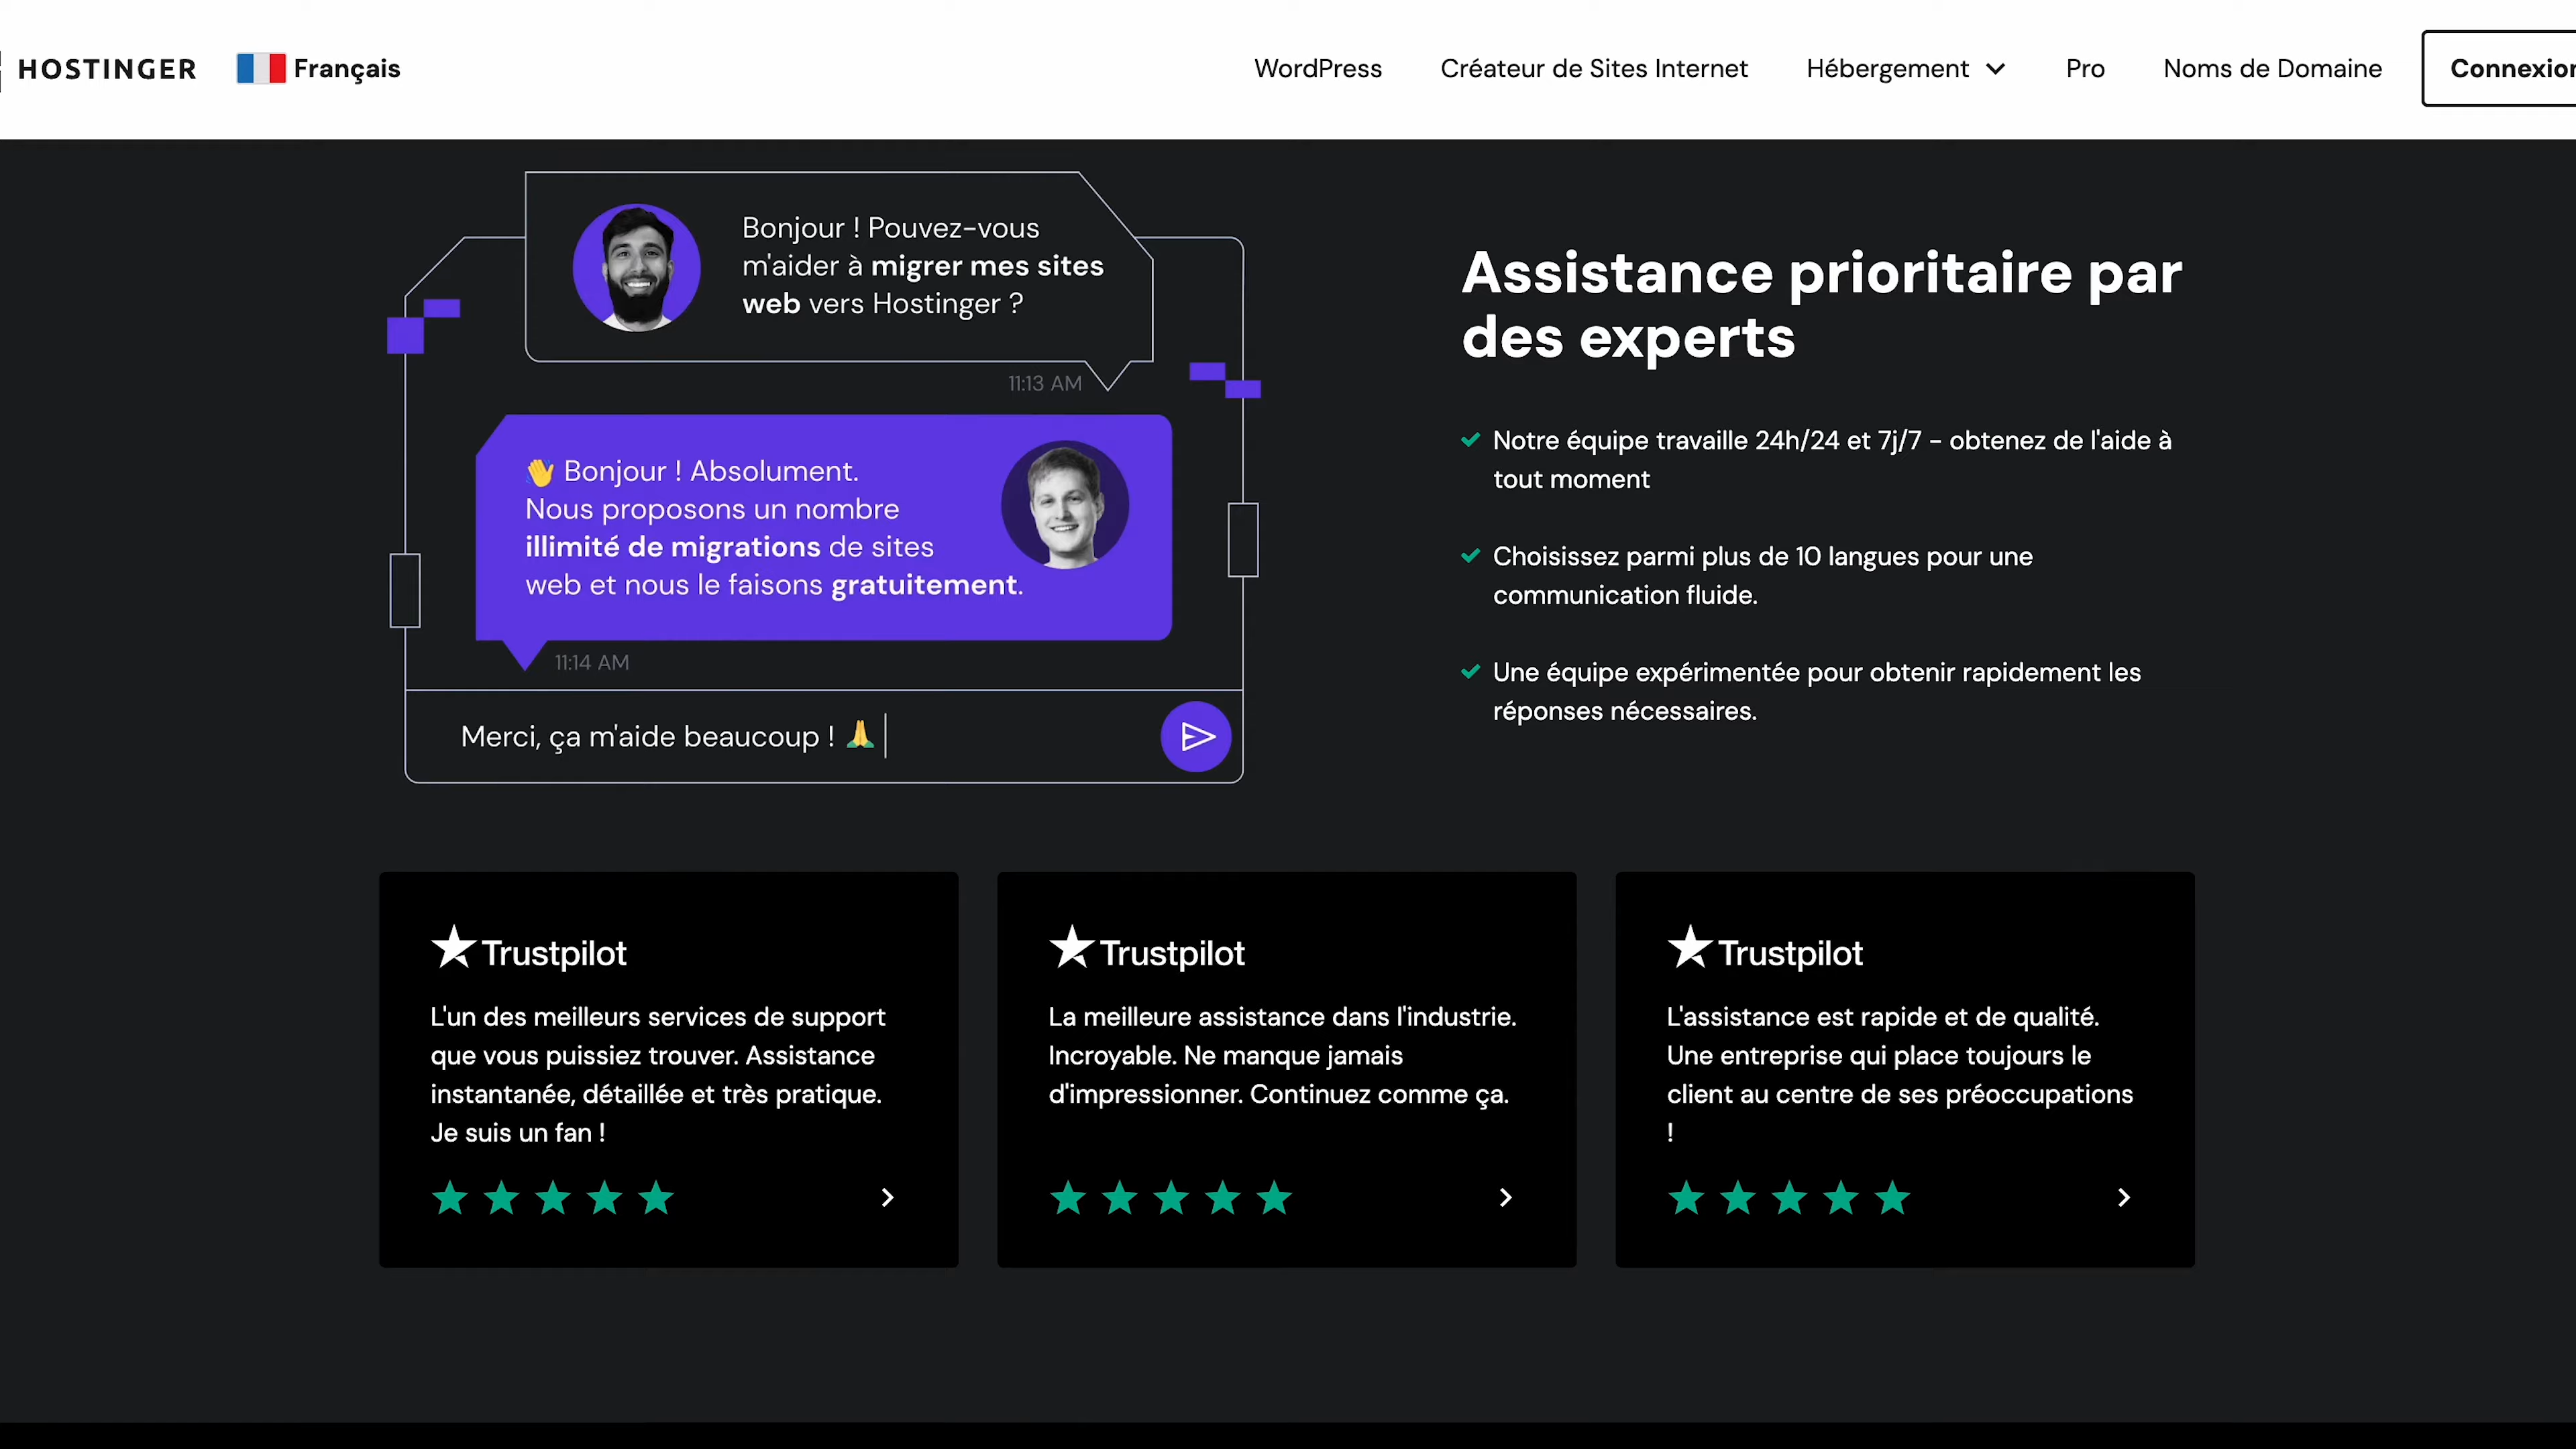 HOSTINGER
Français
WordPress
Créateur de Sites Internet
Hébergement
Pro
Noms de Domaine
Connexion
Bonjour ! Pouvez-vous
m'aider à migrer mes sites
web vers Hostinger ?
11:13 AM
👋 Bonjour ! Absolument.
Nous proposons un nombre
illimité de migrations de sites
web et nous le faisons gratuitement.
11:14 AM
Merci, ça m'aide beaucoup ! 🙏
Assistance prioritaire par
des experts
Notre équipe travaille 24h/24 et 7j/7 - obtenez de l'aide à
tout moment
Choisissez parmi plus de 10 langues pour une
communication fluide.
Une équipe expérimentée pour obtenir rapidement les
réponses nécessaires.
Trustpilot
L'un des meilleurs services de support
que vous puissiez trouver. Assistance
instantanée, détaillée et très pratique.
Je suis un fan !
Trustpilot
La meilleure assistance dans l'industrie.
Incroyable. Ne manque jamais
d'impressionner. Continuez comme ça.
Trustpilot
L'assistance est rapide et de qualité.
Une entreprise qui place toujours le
client au centre de ses préoccupations
!